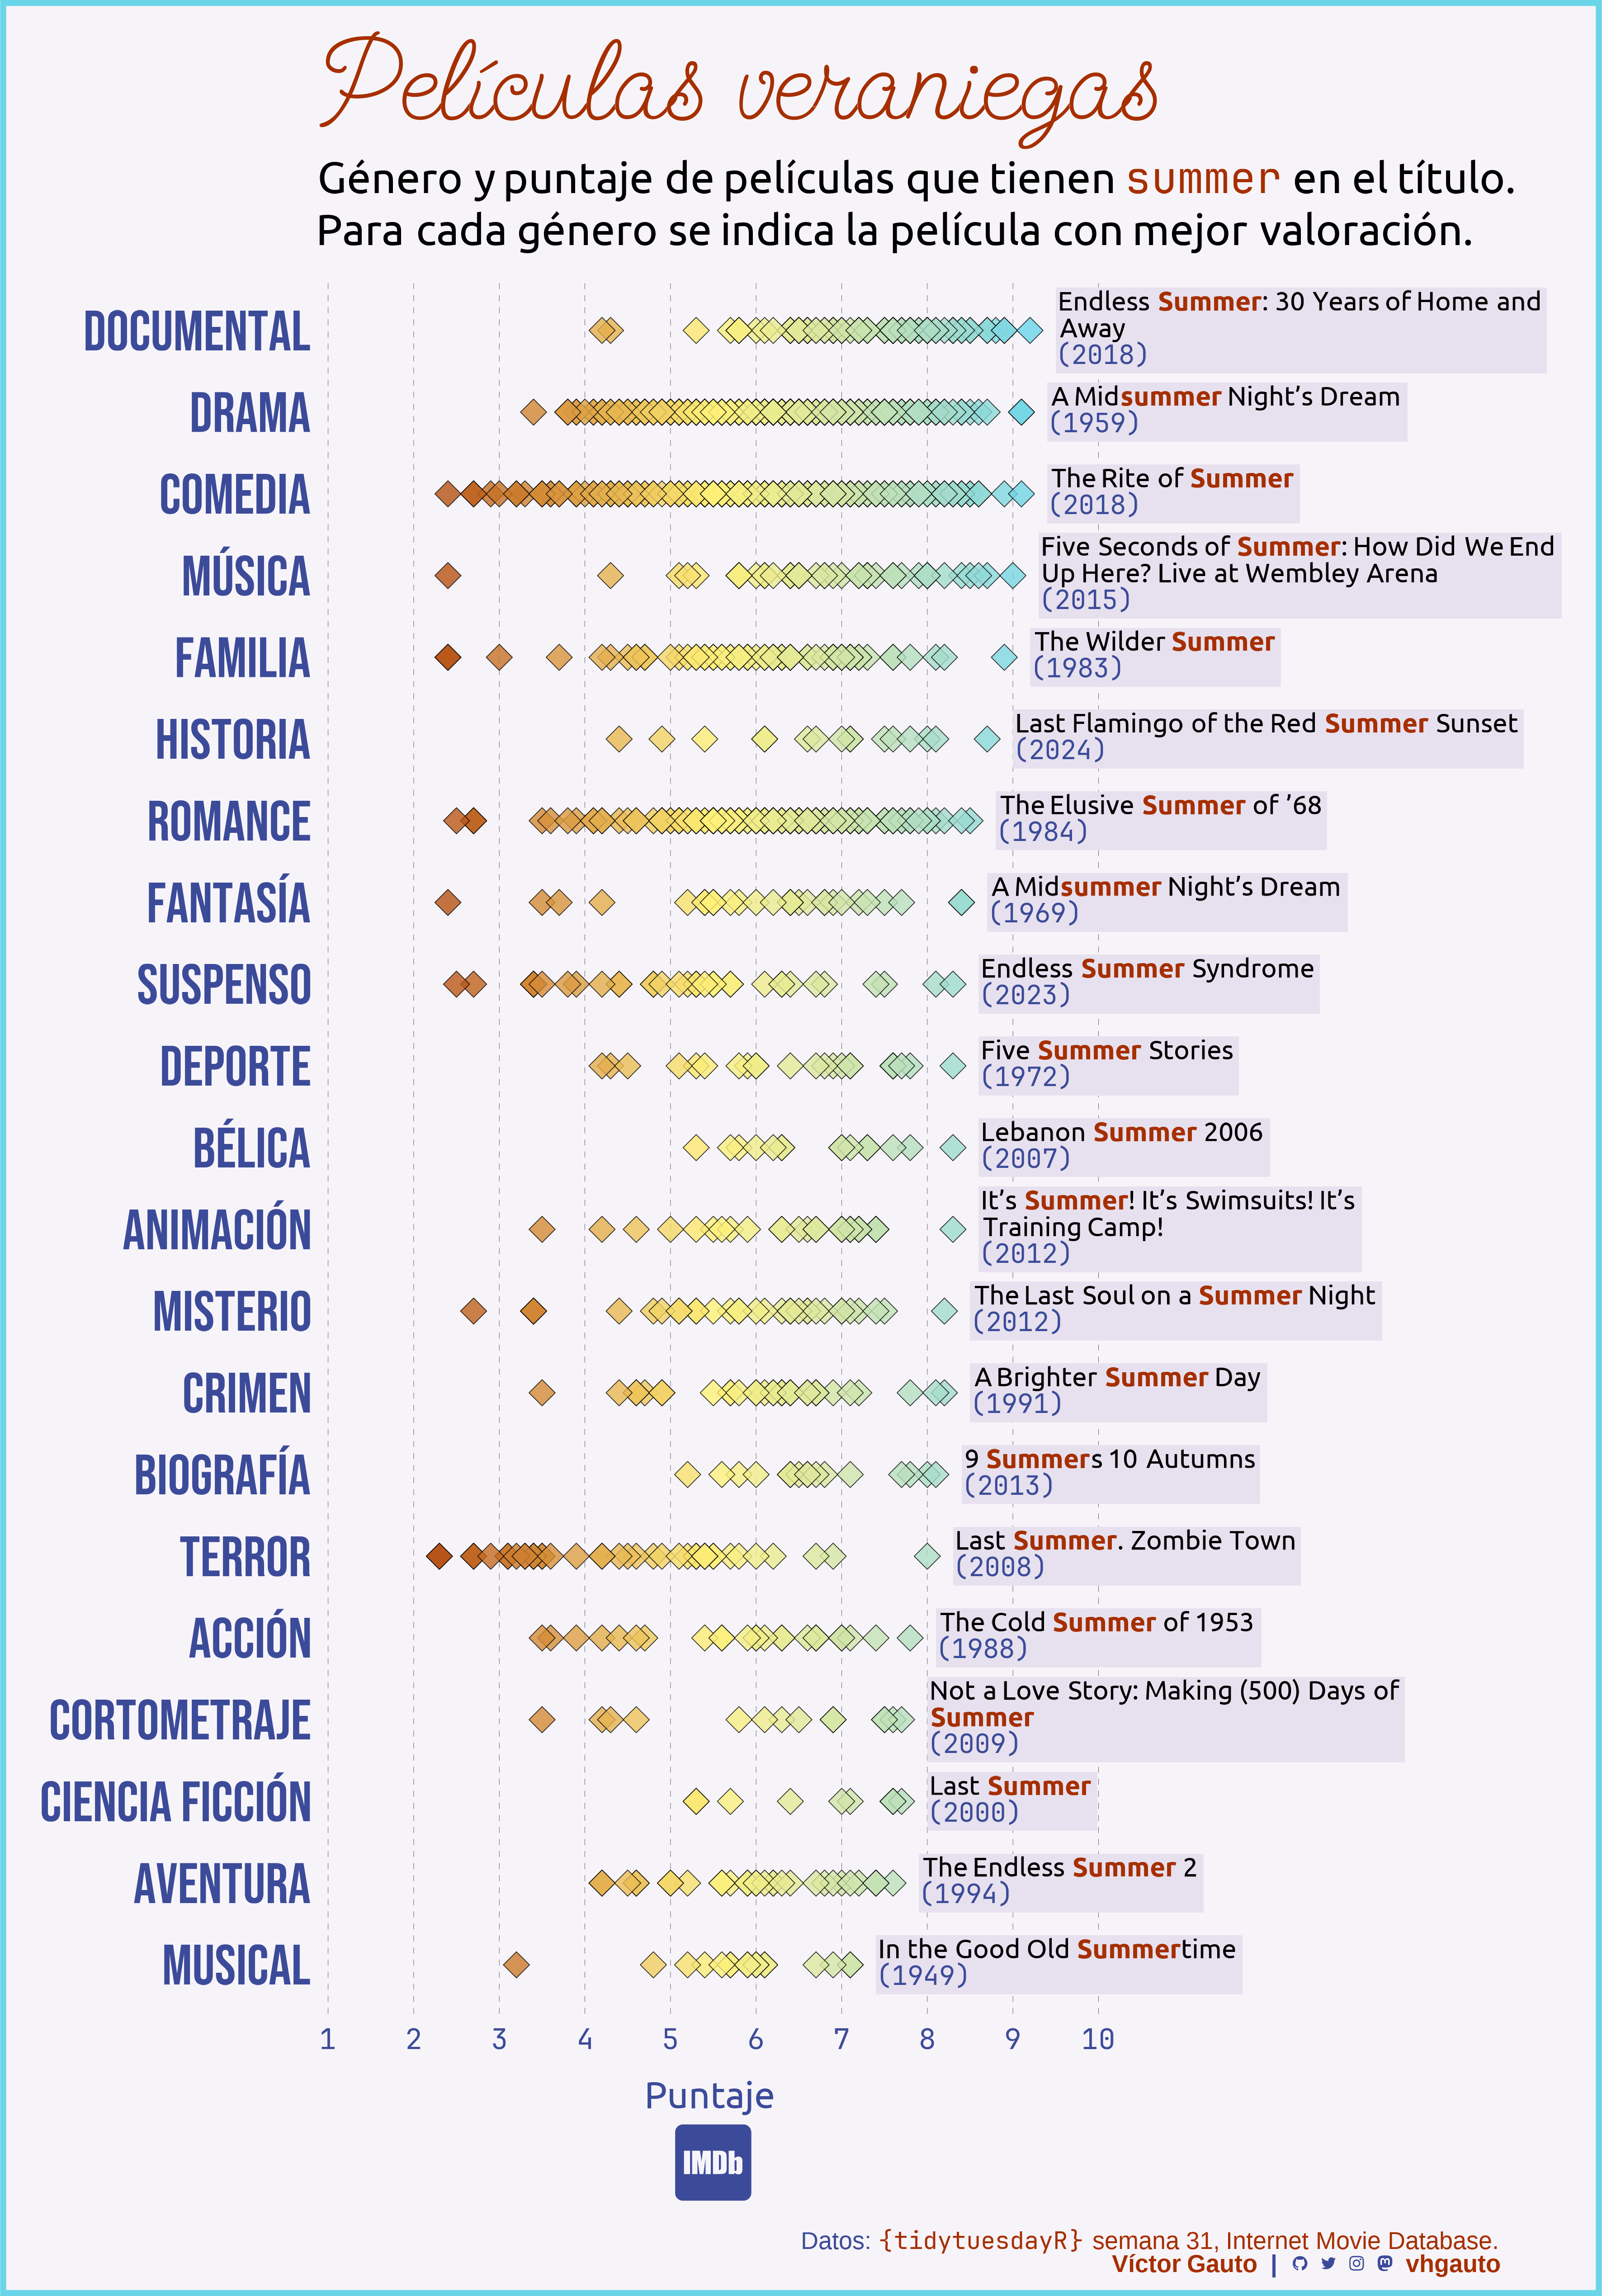 Películas veraniegas
Género y puntaje de películas que tienen summer en el título.
Para cada género se indica la película con mejor valoración.
DOCUMENTAL
Endless Summer: 30 Years of Home and
Away
(2018)
DRAMA
A Midsummer Night’s Dream
(1959)
COMEDIA
The Rite of Summer
(2018)
MÚSICA
Five Seconds of Summer: How Did We End
Up Here? Live at Wembley Arena
(2015)
FAMILIA
The Wilder Summer
(1983)
HISTORIA
Last Flamingo of the Red Summer Sunset
(2024)
ROMANCE
The Elusive Summer of ’68
(1984)
FANTASÍA
A Midsummer Night’s Dream
(1969)
SUSPENSO
Endless Summer Syndrome
(2023)
DEPORTE
Five Summer Stories
(1972)
BÉLICA
Lebanon Summer 2006
(2007)
ANIMACIÓN
It’s Summer! It’s Swimsuits! It’s
Training Camp!
(2012)
MISTERIO
The Last Soul on a Summer Night
(2012)
CRIMEN
A Brighter Summer Day
(1991)
BIOGRAFÍA
9 Summers 10 Autumns
(2013)
TERROR
Last Summer. Zombie Town
(2008)
ACCIÓN
The Cold Summer of 1953
(1988)
CORTOMETRAJE
Not a Love Story: Making (500) Days of
Summer
(2009)
CIENCIA FICCIÓN
Last Summer
(2000)
AVENTURA
The Endless Summer 2
(1994)
MUSICAL
In the Good Old Summertime
(1949)
1 2 3 4 5 6 7 8 9 10
Puntaje
IMDb
Datos: {tidytuesdayR} semana 31, Internet Movie Database.
Víctor Gauto | vhgauto